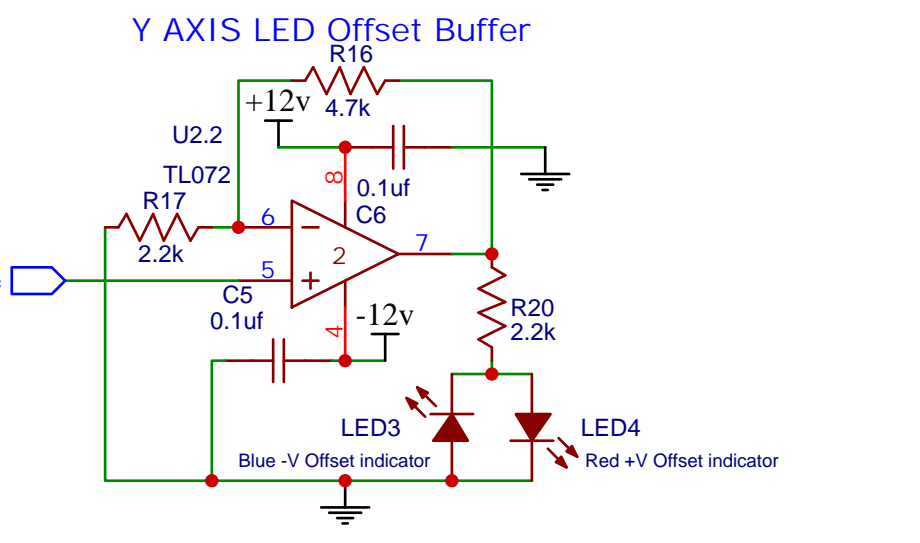 Y AXIS LED Offset Buffer
R16
4.7k
+12v
U2.2
TL072
R17
2.2k
8
0.1uf
C6
6
2
7
5
C5
0.1uf
4
-12v
R20
2.2k
LED3
LED4
Blue -V Offset indicator
Red +V Offset indicator